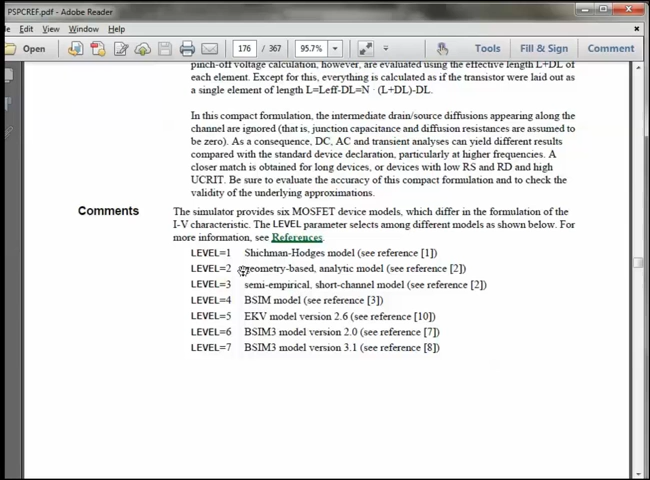 PSPCREF.pdf - Adobe Reader
File Edit View Window Help
Open 176 / 367 95.7% Tools Fill & Sign Comment
pinch-off voltage calculation, however, are evaluated using the effective length L+DL of
each element. Except for this, everything is calculated as if the transistor were laid out as
a single element of length L=Leff-DL=N · (L+DL)-DL.
In this compact formulation, the intermediate drain/source diffusions appearing along the
channel are ignored (that is, junction capacitance and diffusion resistances are assumed to
be zero). As a consequence, DC, AC and transient analyses can yield different results
compared with the standard device declaration, particularly at higher frequencies. A
closer match is obtained for long devices, or devices with low RS and RD and high
UCRIT. Be sure to evaluate the accuracy of this compact formulation and to check the
validity of the underlying approximations.
Comments The simulator provides six MOSFET device models, which differ in the formulation of the
I-V characteristic. The LEVEL parameter selects among different models as shown below. For
more information, see References.
LEVEL=1 Shichman-Hodges model (see reference [1])
LEVEL=2 geometry-based, analytic model (see reference [2])
LEVEL=3 semi-empirical, short-channel model (see reference [2])
LEVEL=4 BSIM model (see reference [3])
LEVEL=5 EKV model version 2.6 (see reference [10])
LEVEL=6 BSIM3 model version 2.0 (see reference [7])
LEVEL=7 BSIM3 model version 3.1 (see reference [8])